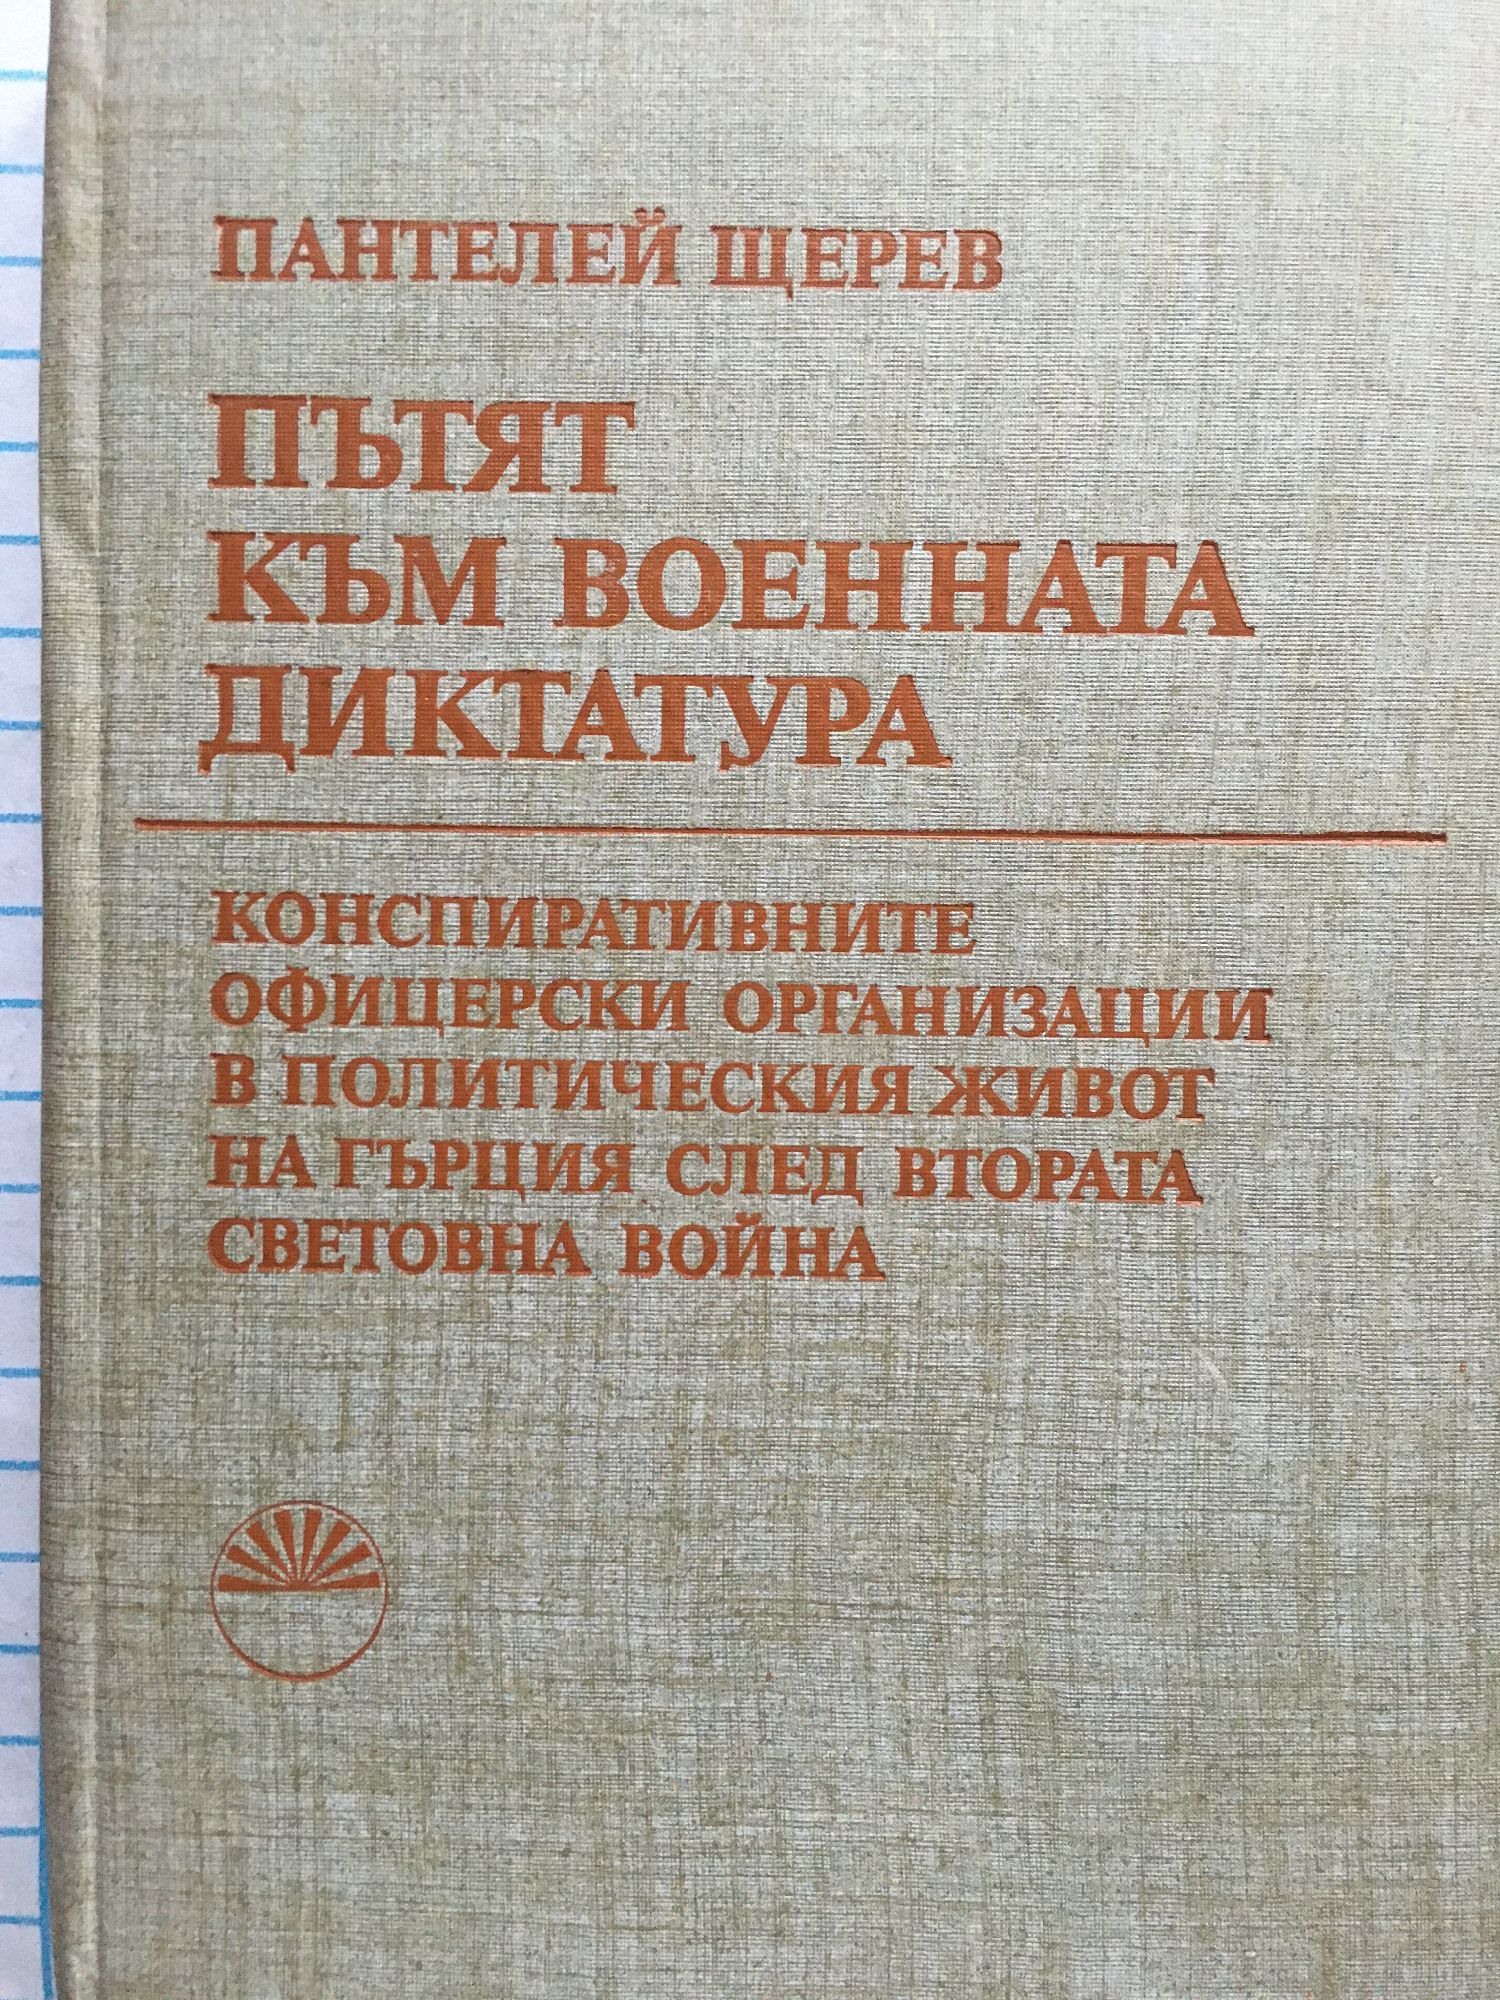 ПАНТЕЛЕЙ ЩЕРЕВ
ПЪТЯТ
КЪМ ВОЕННАТА
ДИКТАТУРА
КОНСПИРАТИВНИТЕ
ОФИЦЕРСКИ ОРГАНИЗАЦИИ
В ПОЛИТИЧЕСКИЯ ЖИВОТ
НА ГЪРЦИЯ СЛЕД ВТОРАТА
СВЕТОВНА ВОЙНА